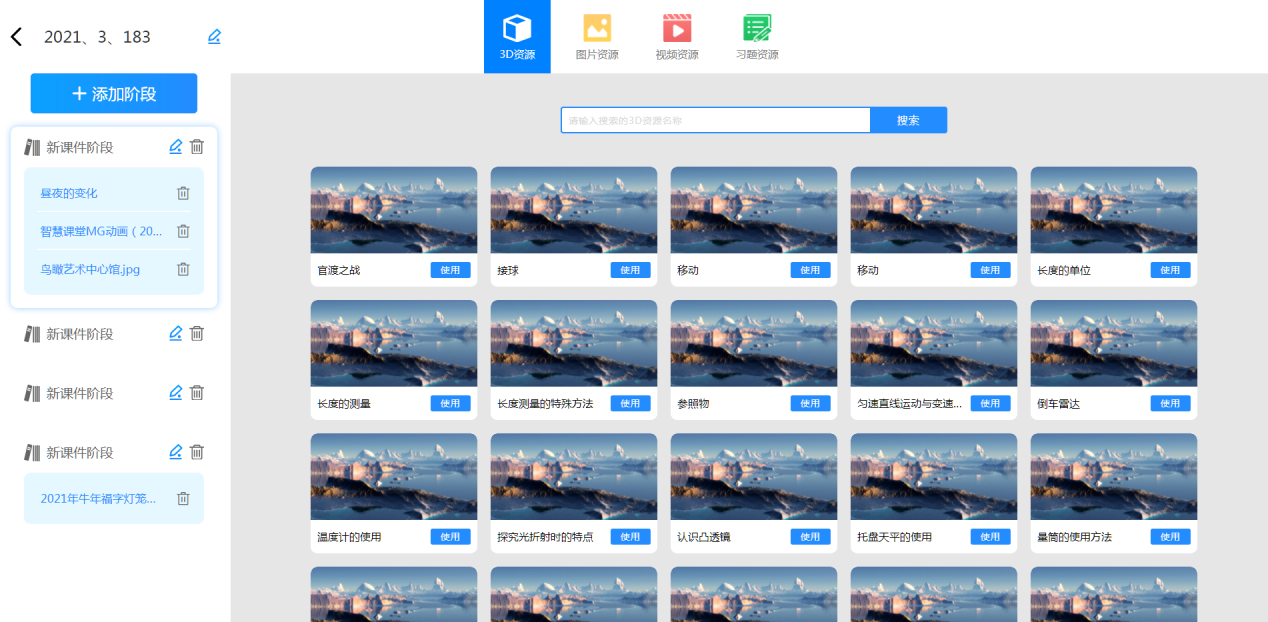 2021、3、183
3D资源
图片资源
视频资源
习题资源
添加阶段
新课件阶段
昼夜的变化
智慧课堂MG动画（20...
鸟瞰艺术中心馆.jpg
新课件阶段
新课件阶段
新课件阶段
2021年牛年福字灯笼...
请输入搜索的3D资源名称
搜索
官渡之战 使用
接球 使用
移动 使用
移动 使用
长度的单位 使用
长度的测量 使用
长度测量的特殊方法 使用
参照物 使用
匀速直线运动与变速... 使用
倒车雷达 使用
温度计的使用 使用
探究光折射时的特点 使用
认识凸透镜 使用
托盘天平的使用 使用
量筒的使用方法 使用